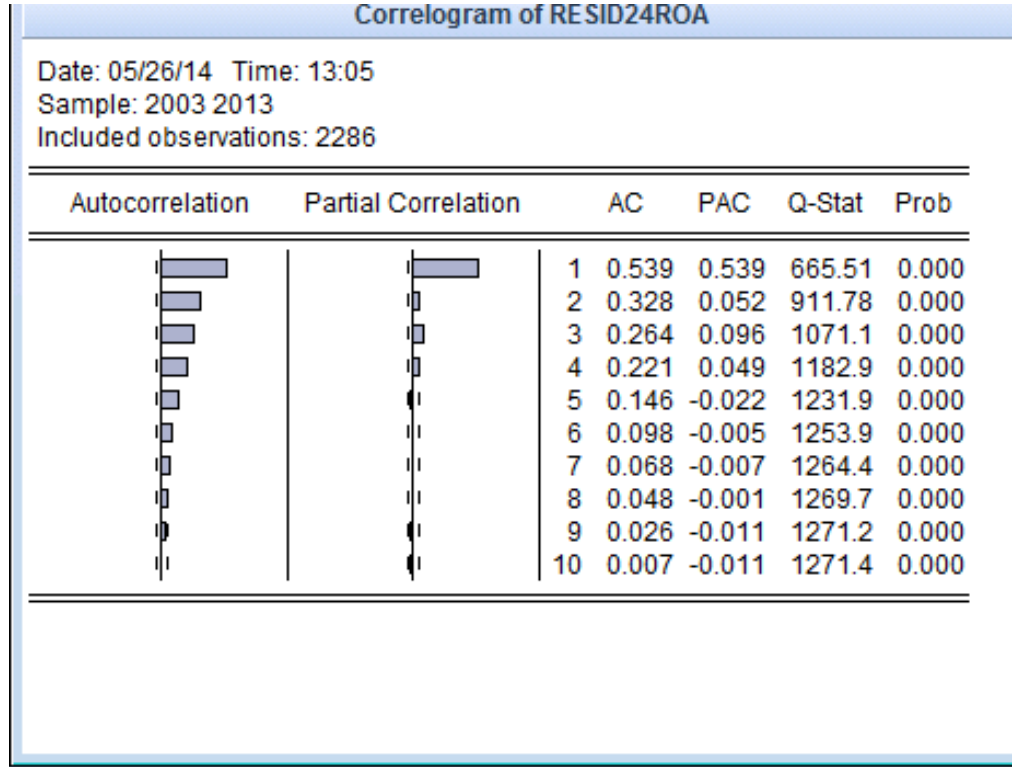 Correlogram of RESID24ROA
Date: 05/26/14 Time: 13:05
Sample: 2003 2013
Included observations: 2286
Autocorrelation Partial Correlation AC PAC Q-Stat Prob
1 0.539 0.539 665.51 0.000
2 0.328 0.052 911.78 0.000
3 0.264 0.096 1071.1 0.000
4 0.221 0.049 1182.9 0.000
5 0.146 -0.022 1231.9 0.000
6 0.098 -0.005 1253.9 0.000
7 0.068 -0.007 1264.4 0.000
8 0.048 -0.001 1269.7 0.000
9 0.026 -0.011 1271.2 0.000
10 0.007 -0.011 1271.4 0.000